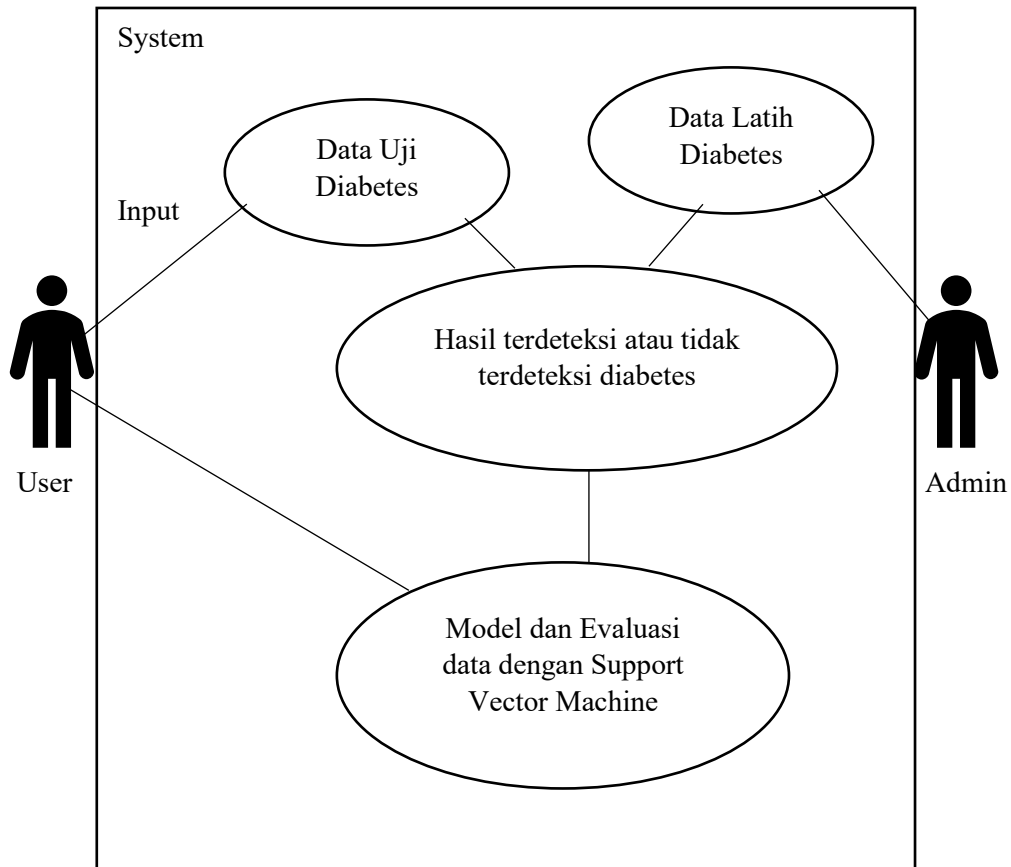 System
Data Uji
Diabetes
Data Latih
Diabetes
Input
Hasil terdeteksi atau tidak
terdeteksi diabetes
User
Admin
Model dan Evaluasi
data dengan Support
Vector Machine